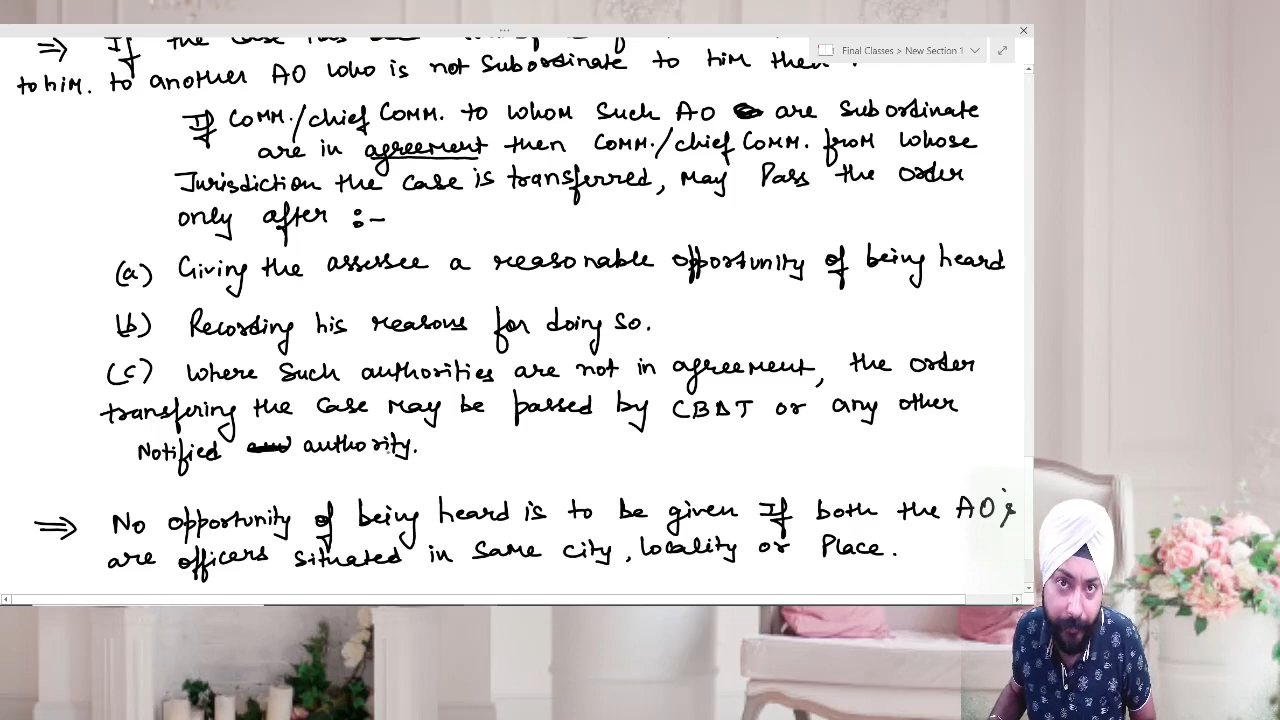 Final Classes > New Section 1
⇒ If the case has
to him. to another AO who is not subordinate to him then
If COMM./chief COMM. to whom such AO are subordinate
are in agreement then COMM./chief COMM. from whose
Jurisdiction the case is transferred, may Pass the order
only after :-
(a) Giving the assessee a reasonable opportunity of being heard
(b) Recording his reasons for doing so.
(c) where such authorities are not in agreement, the order
transfering the case may be passed by CBDT or any other
Notified authority.
⇒ No opportunity of being heard is to be given If both the AO's
are officers situated in same city, locality or Place.